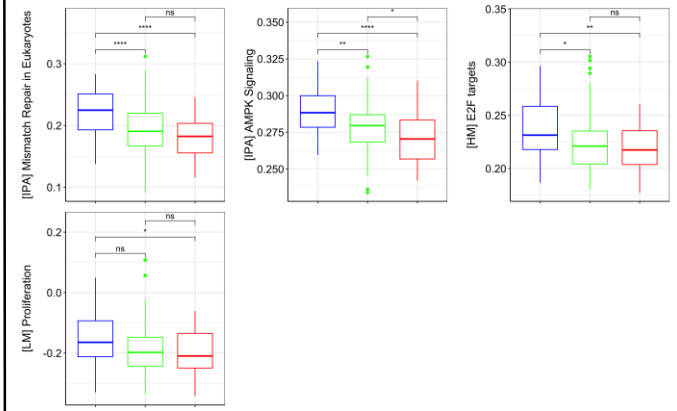 [IPA] Mismatch Repair in Eukaryotes
0.3
0.2
0.1
ns
****
****
[IPA] AMPK Signaling
0.350
0.325
0.300
0.275
0.250
*
****
**
[HM] E2F targets
0.35
0.30
0.25
0.20
ns
**
*
[LM] Proliferation
0.2
0.0
-0.2
ns
*
ns